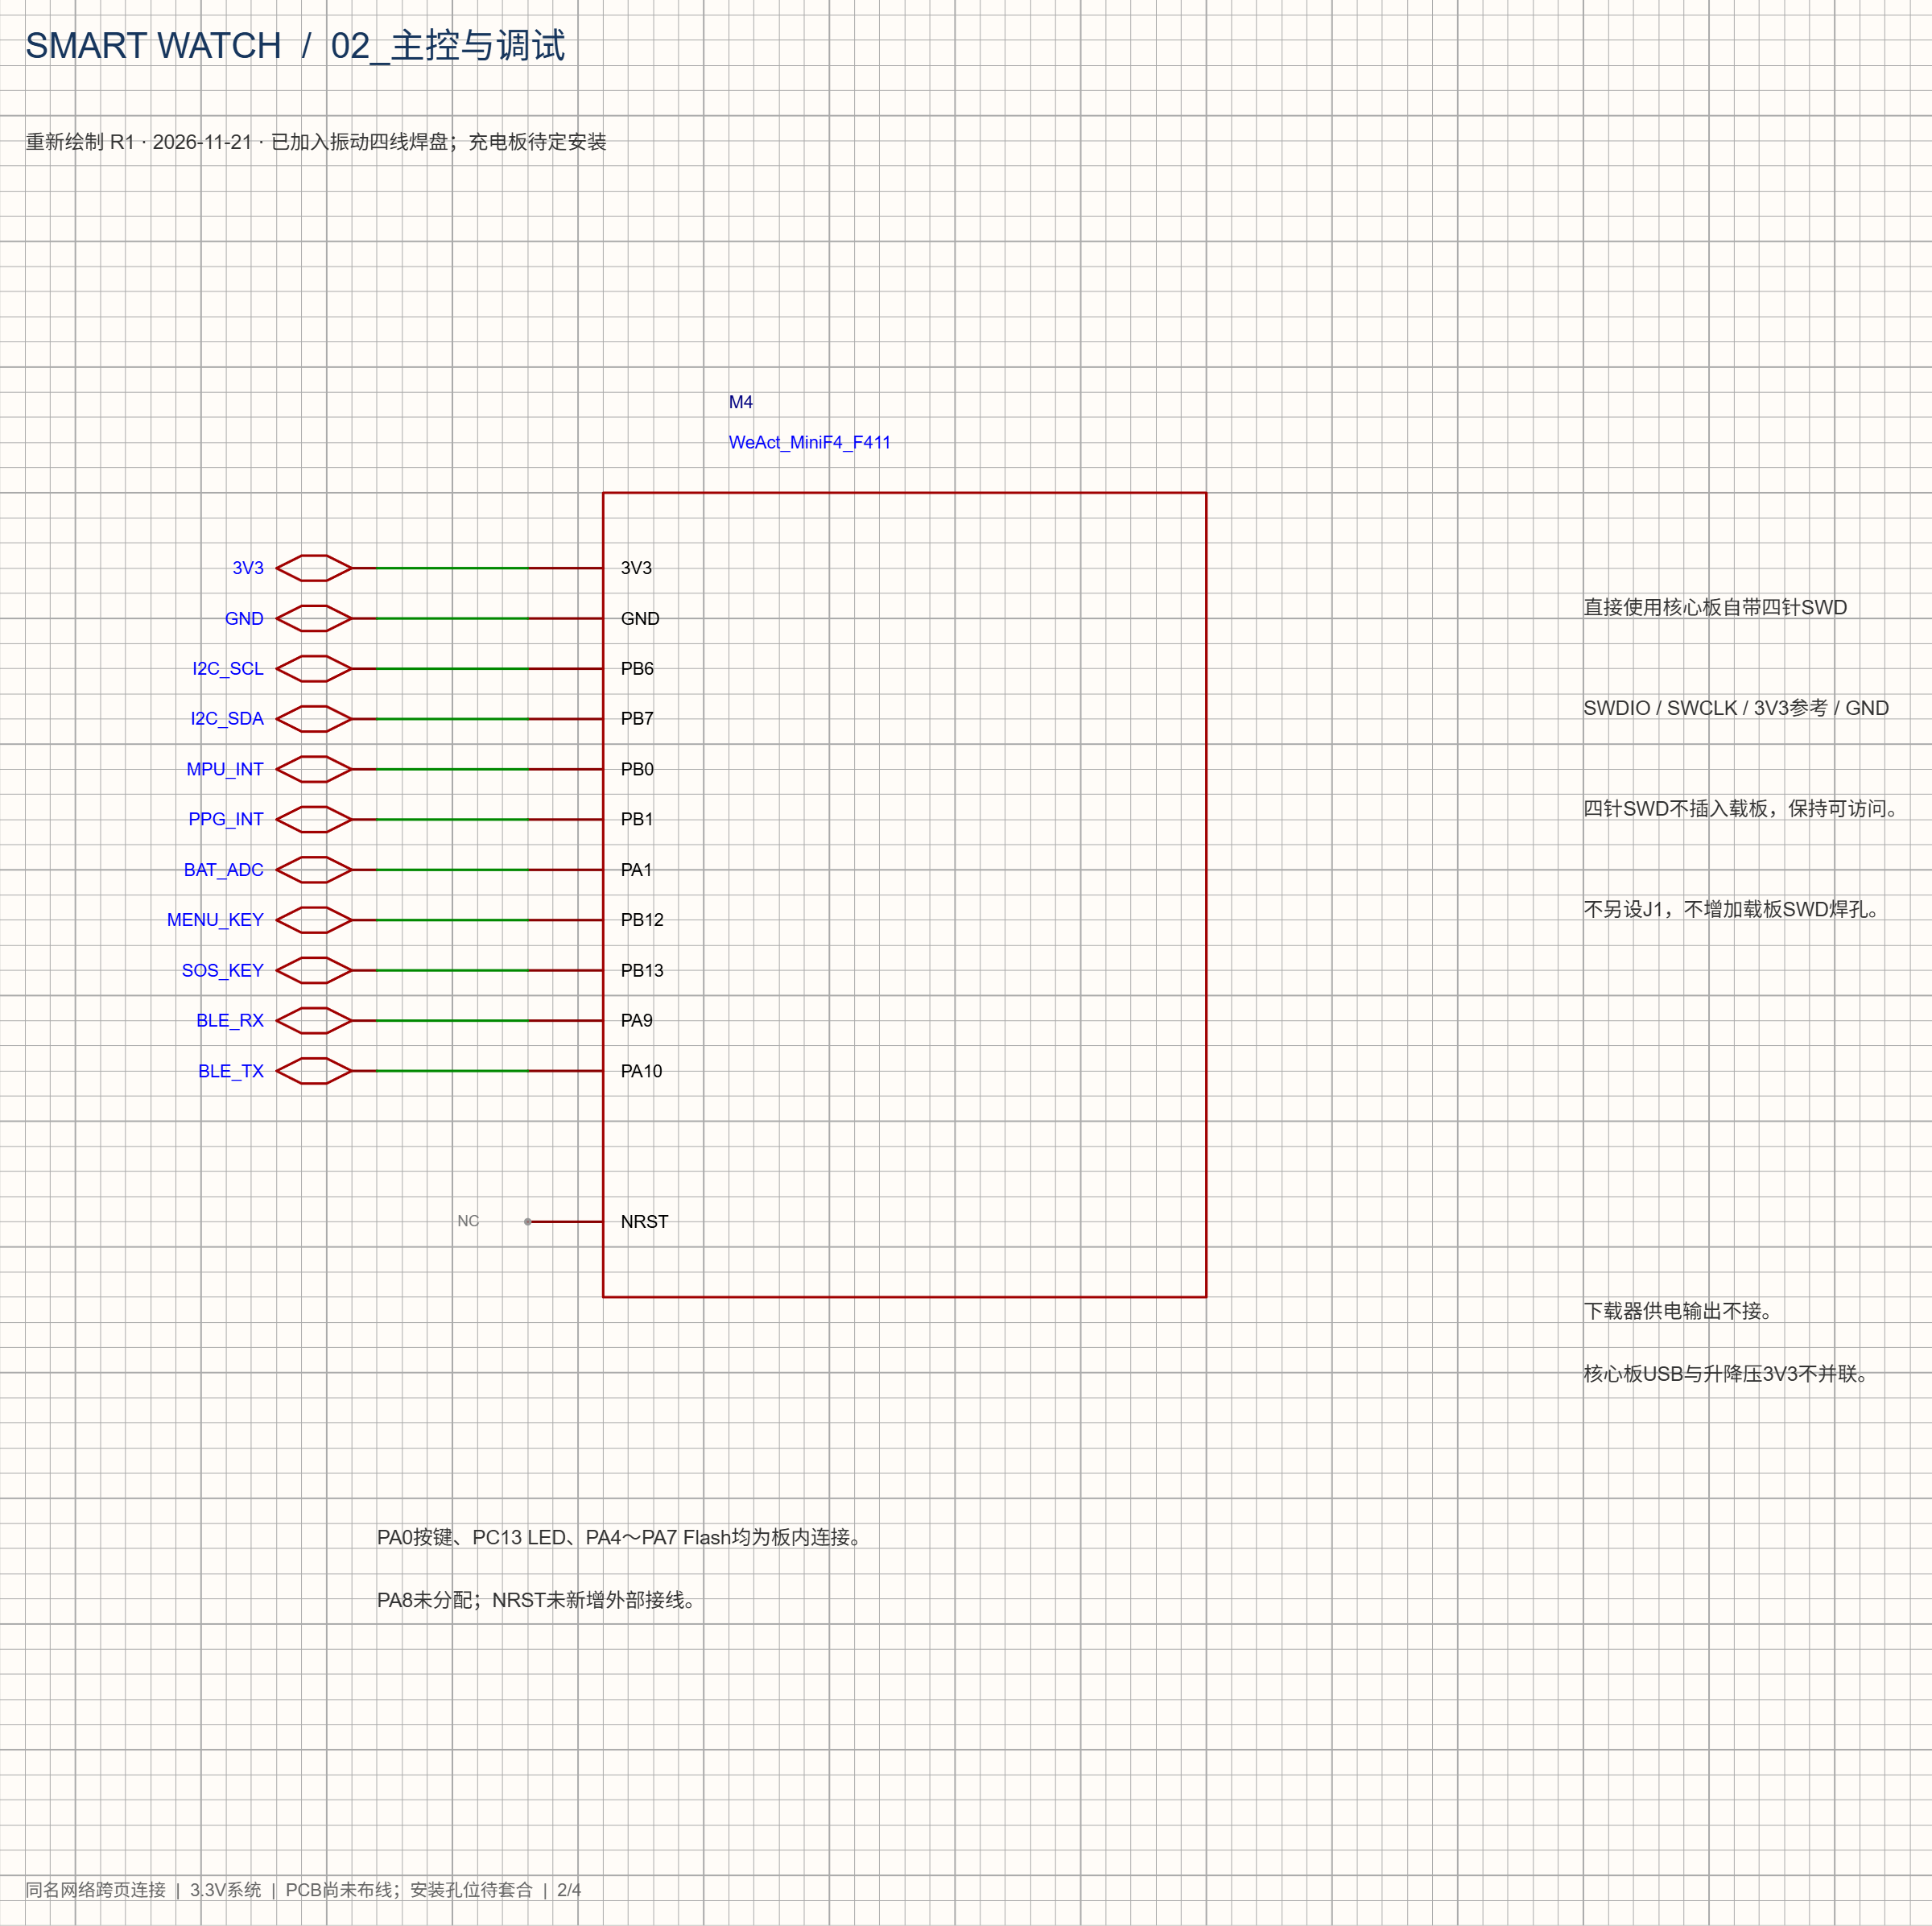 SMART WATCH / 02_主控与调试
重新绘制 R1 · 2026-11-21 · 已加入振动四线焊盘；充电板待定安装
M4
WeAct_MiniF4_F411
3V3 3V3
GND GND
I2C_SCL PB6
I2C_SDA PB7
MPU_INT PB0
PPG_INT PB1
BAT_ADC PA1
MENU_KEY PB12
SOS_KEY PB13
BLE_RX PA9
BLE_TX PA10
NC NRST
直接使用核心板自带四针SWD
SWDIO / SWCLK / 3V3参考 / GND
四针SWD不插入载板，保持可访问。
不另设J1，不增加载板SWD焊孔。
下载器供电输出不接。
核心板USB与升降压3V3不并联。
PA0按键、PC13 LED、PA4～PA7 Flash均为板内连接。
PA8未分配；NRST未新增外部接线。
同名网络跨页连接 | 3.3V系统 | PCB尚未布线；安装孔位待套合 | 2/4